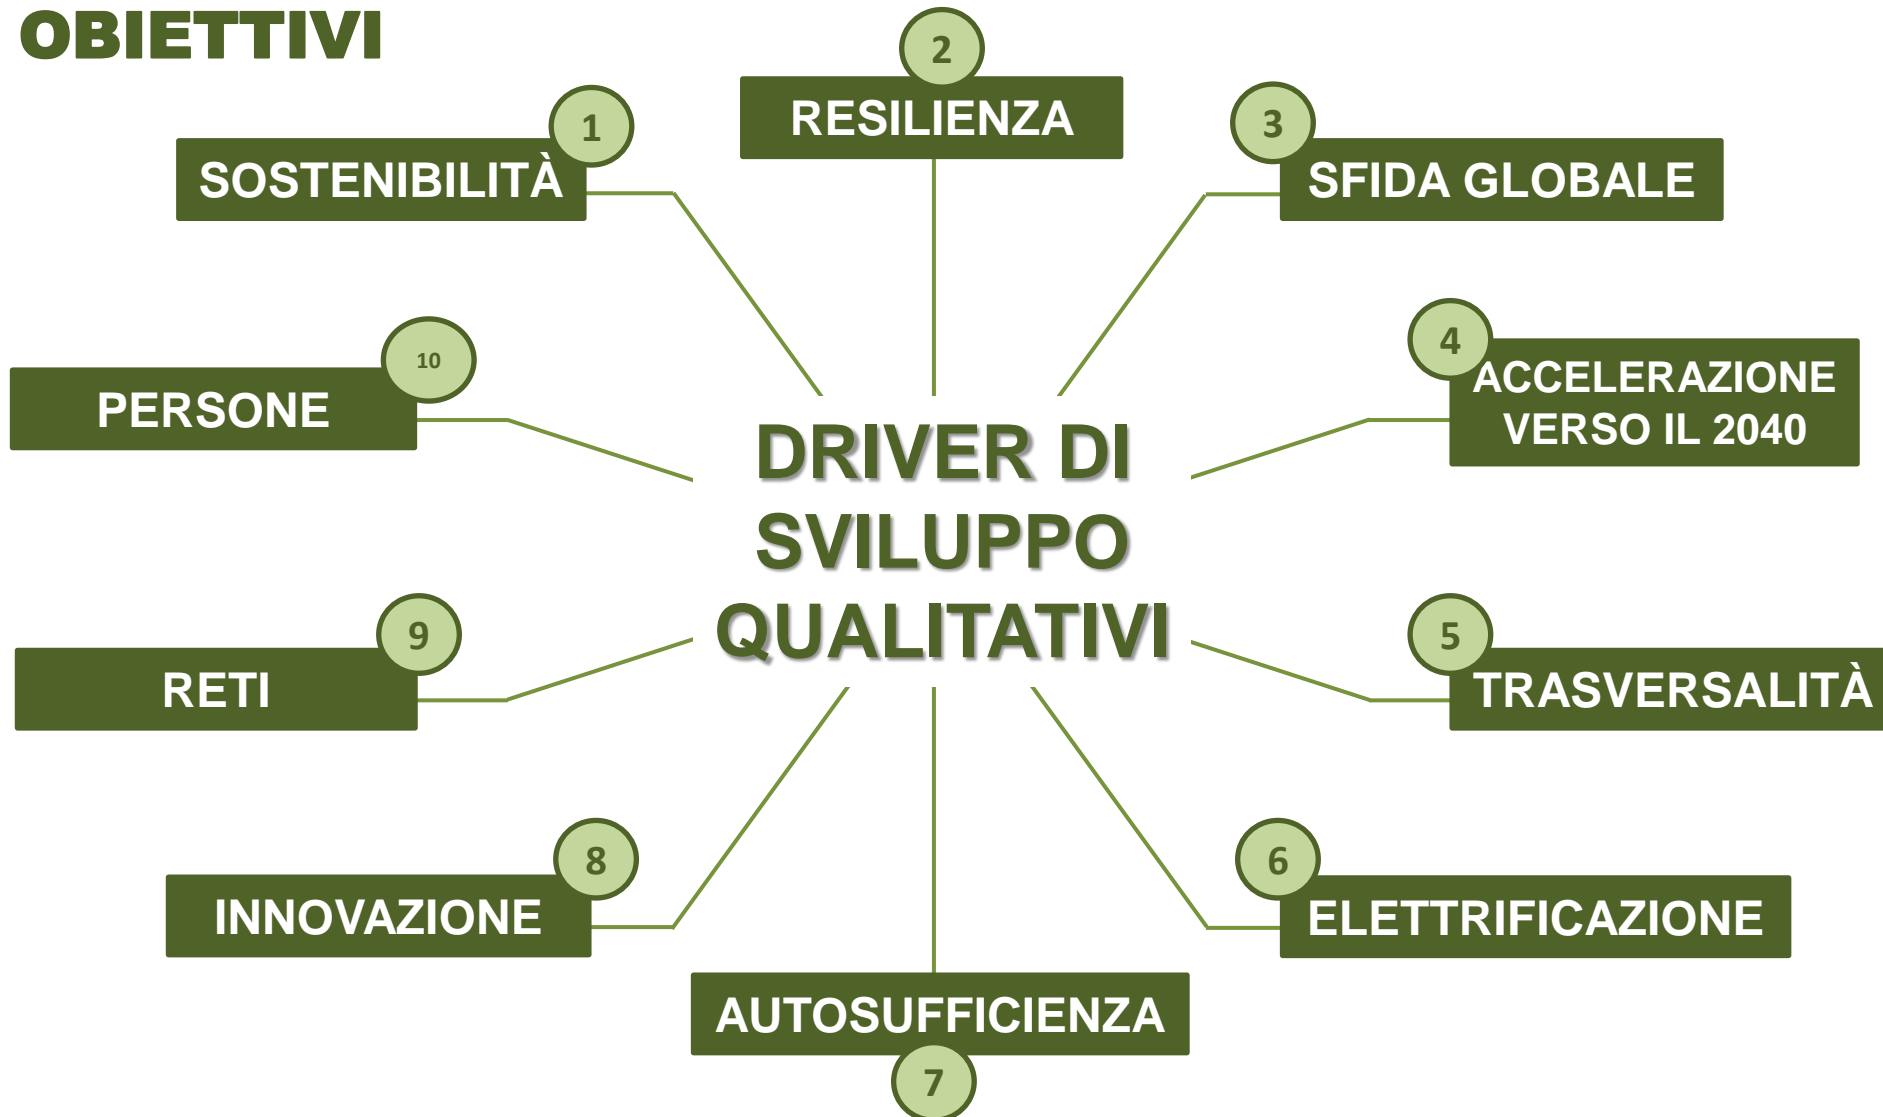 OBIETTIVI
1
SOSTENIBILITÀ
2
RESILIENZA
3
SFIDA GLOBALE
4
ACCELERAZIONE
VERSO IL 2040
5
TRASVERSALITÀ
6
ELETTRIFICAZIONE
7
AUTOSUFFICIENZA
8
INNOVAZIONE
9
RETI
10
PERSONE
DRIVER DI
SVILUPPO
QUALITATIVI